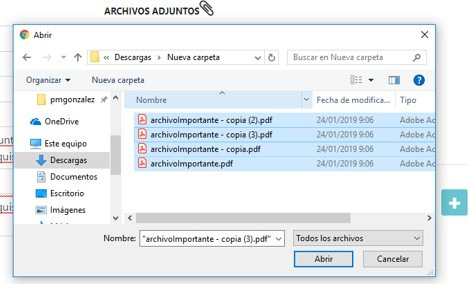 ARCHIVOS ADJUNTOS
Abrir
« Descargas > Nueva carpeta
Buscar en Nueva carpeta
Organizar
Nueva carpeta
Nombre
Fecha de modifica...
Tipo
pmgonzalez
OneDrive
Este equipo
Descargas
Documentos
Escritorio
Imágenes
archivoImportante - copia (2).pdf 24/01/2019 9:06 Adobe Ac
archivoImportante - copia (3).pdf 24/01/2019 9:06 Adobe Ac
archivoImportante - copia.pdf 24/01/2019 9:06 Adobe Ac
archivoImportante.pdf 24/01/2019 9:06 Adobe Ac
Nombre: "archivoImportante - copia (3).pdf"
Todos los archivos
Abrir
Cancelar